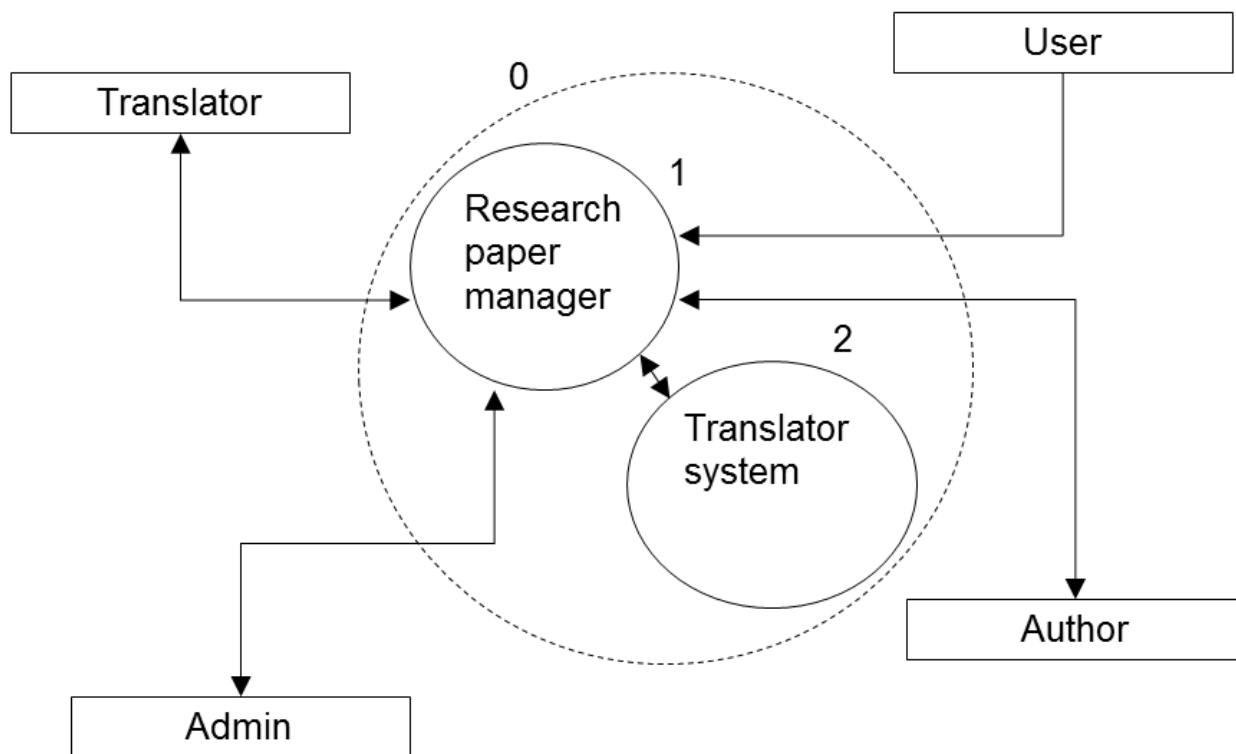 User
Translator
0
1
Research
paper
manager
2
Translator
system
Author
Admin